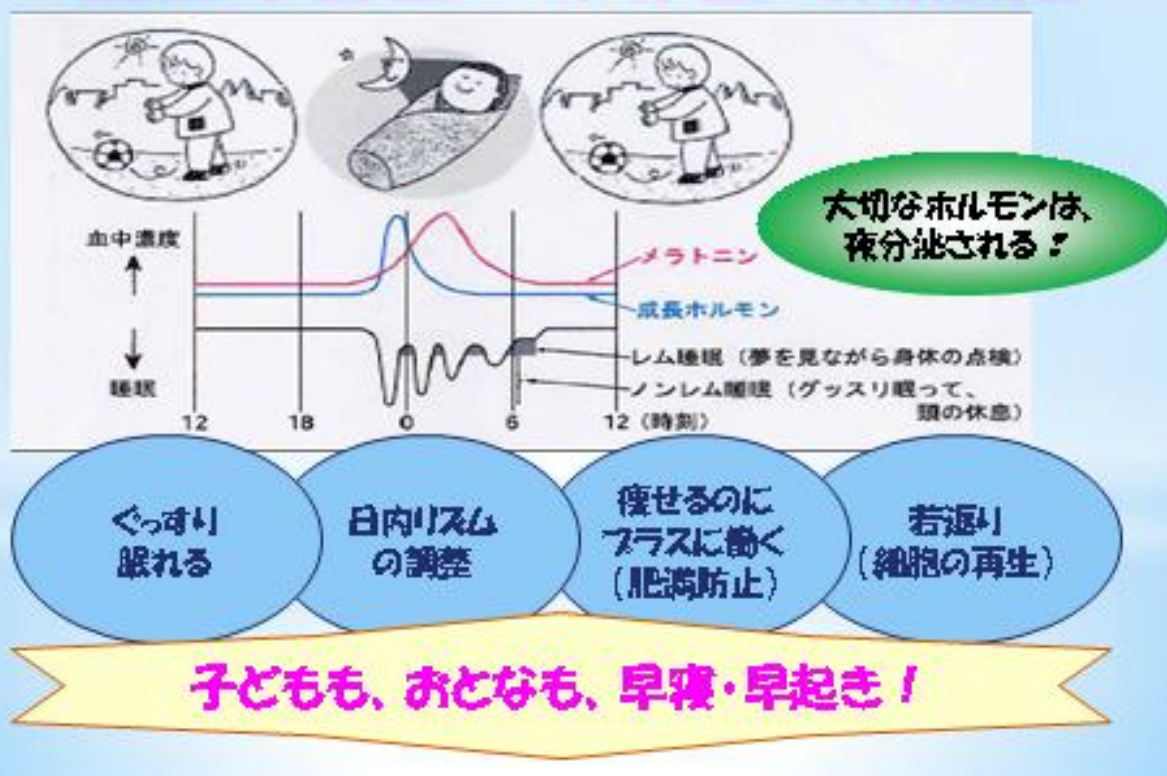 大切なホルモンは、
夜分泌される！
血中濃度
メラトニン
成長ホルモン
レム睡眠（夢を見ながら身体の点検）
ノンレム睡眠（グッスリ眠って、
頭の休息）
睡眠
12 18 0 6 12（時刻）
ぐっすり
眠れる
日内リズム
の調整
痩せるのに
プラスに働く
（肥満防止）
若返り
（細胞の再生）
子どもも、おとなも、早寝・早起き！